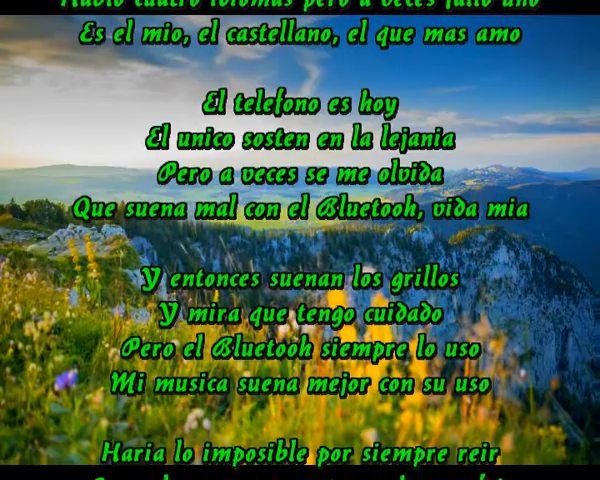 Hablo cuatro idiomas pero a veces fallo uno
Es el mio, el castellano, el que mas amo
El telefono es hoy
El unico sosten en la lejania
Pero a veces se me olvida
Que suena mal con el Bluetooh, vida mia
Y entonces suenan los grillos
Y mira que tengo cuidado
Pero el Bluetooh siempre lo uso
Mi musica suena mejor con su uso
Haria lo imposible por siempre reir